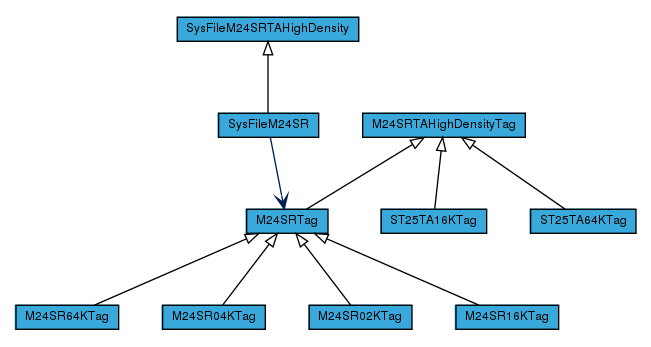 SysFileM24SRTAHighDensity
SysFileM24SR
M24SRTAHighDensityTag
M24SRTag
ST25TA16KTag
ST25TA64KTag
M24SR64KTag
M24SR04KTag
M24SR02KTag
M24SR16KTag